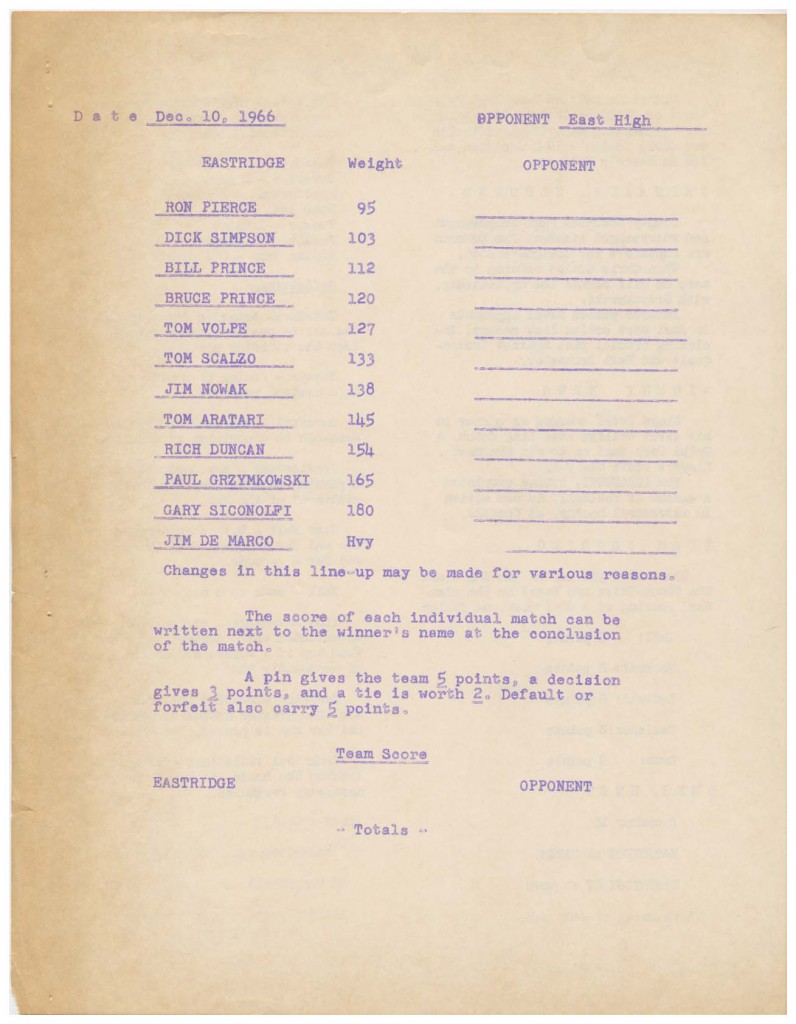 Date Dec. 10, 1966 OPPONENT East High
EASTRIDGE Weight OPPONENT
RON PIERCE 95
DICK SIMPSON 103
BILL PRINCE 112
BRUCE PRINCE 120
TOM VOLPE 127
TOM SCALZO 133
JIM NOWAK 138
TOM ARATARI 145
RICH DUNCAN 154
PAUL GRZYMKOWSKI 165
GARY SICONOLFI 180
JIM DE MARCO Hvy
Changes in this line-up may be made for various reasons.
The score of each individual match can be
written next to the winner's name at the conclusion
of the match.
A pin gives the team 5 points, a decision
gives 3 points, and a tie is worth 2. Default or
forfeit also carry 5 points.
Team Score
EASTRIDGE OPPONENT
- Totals -